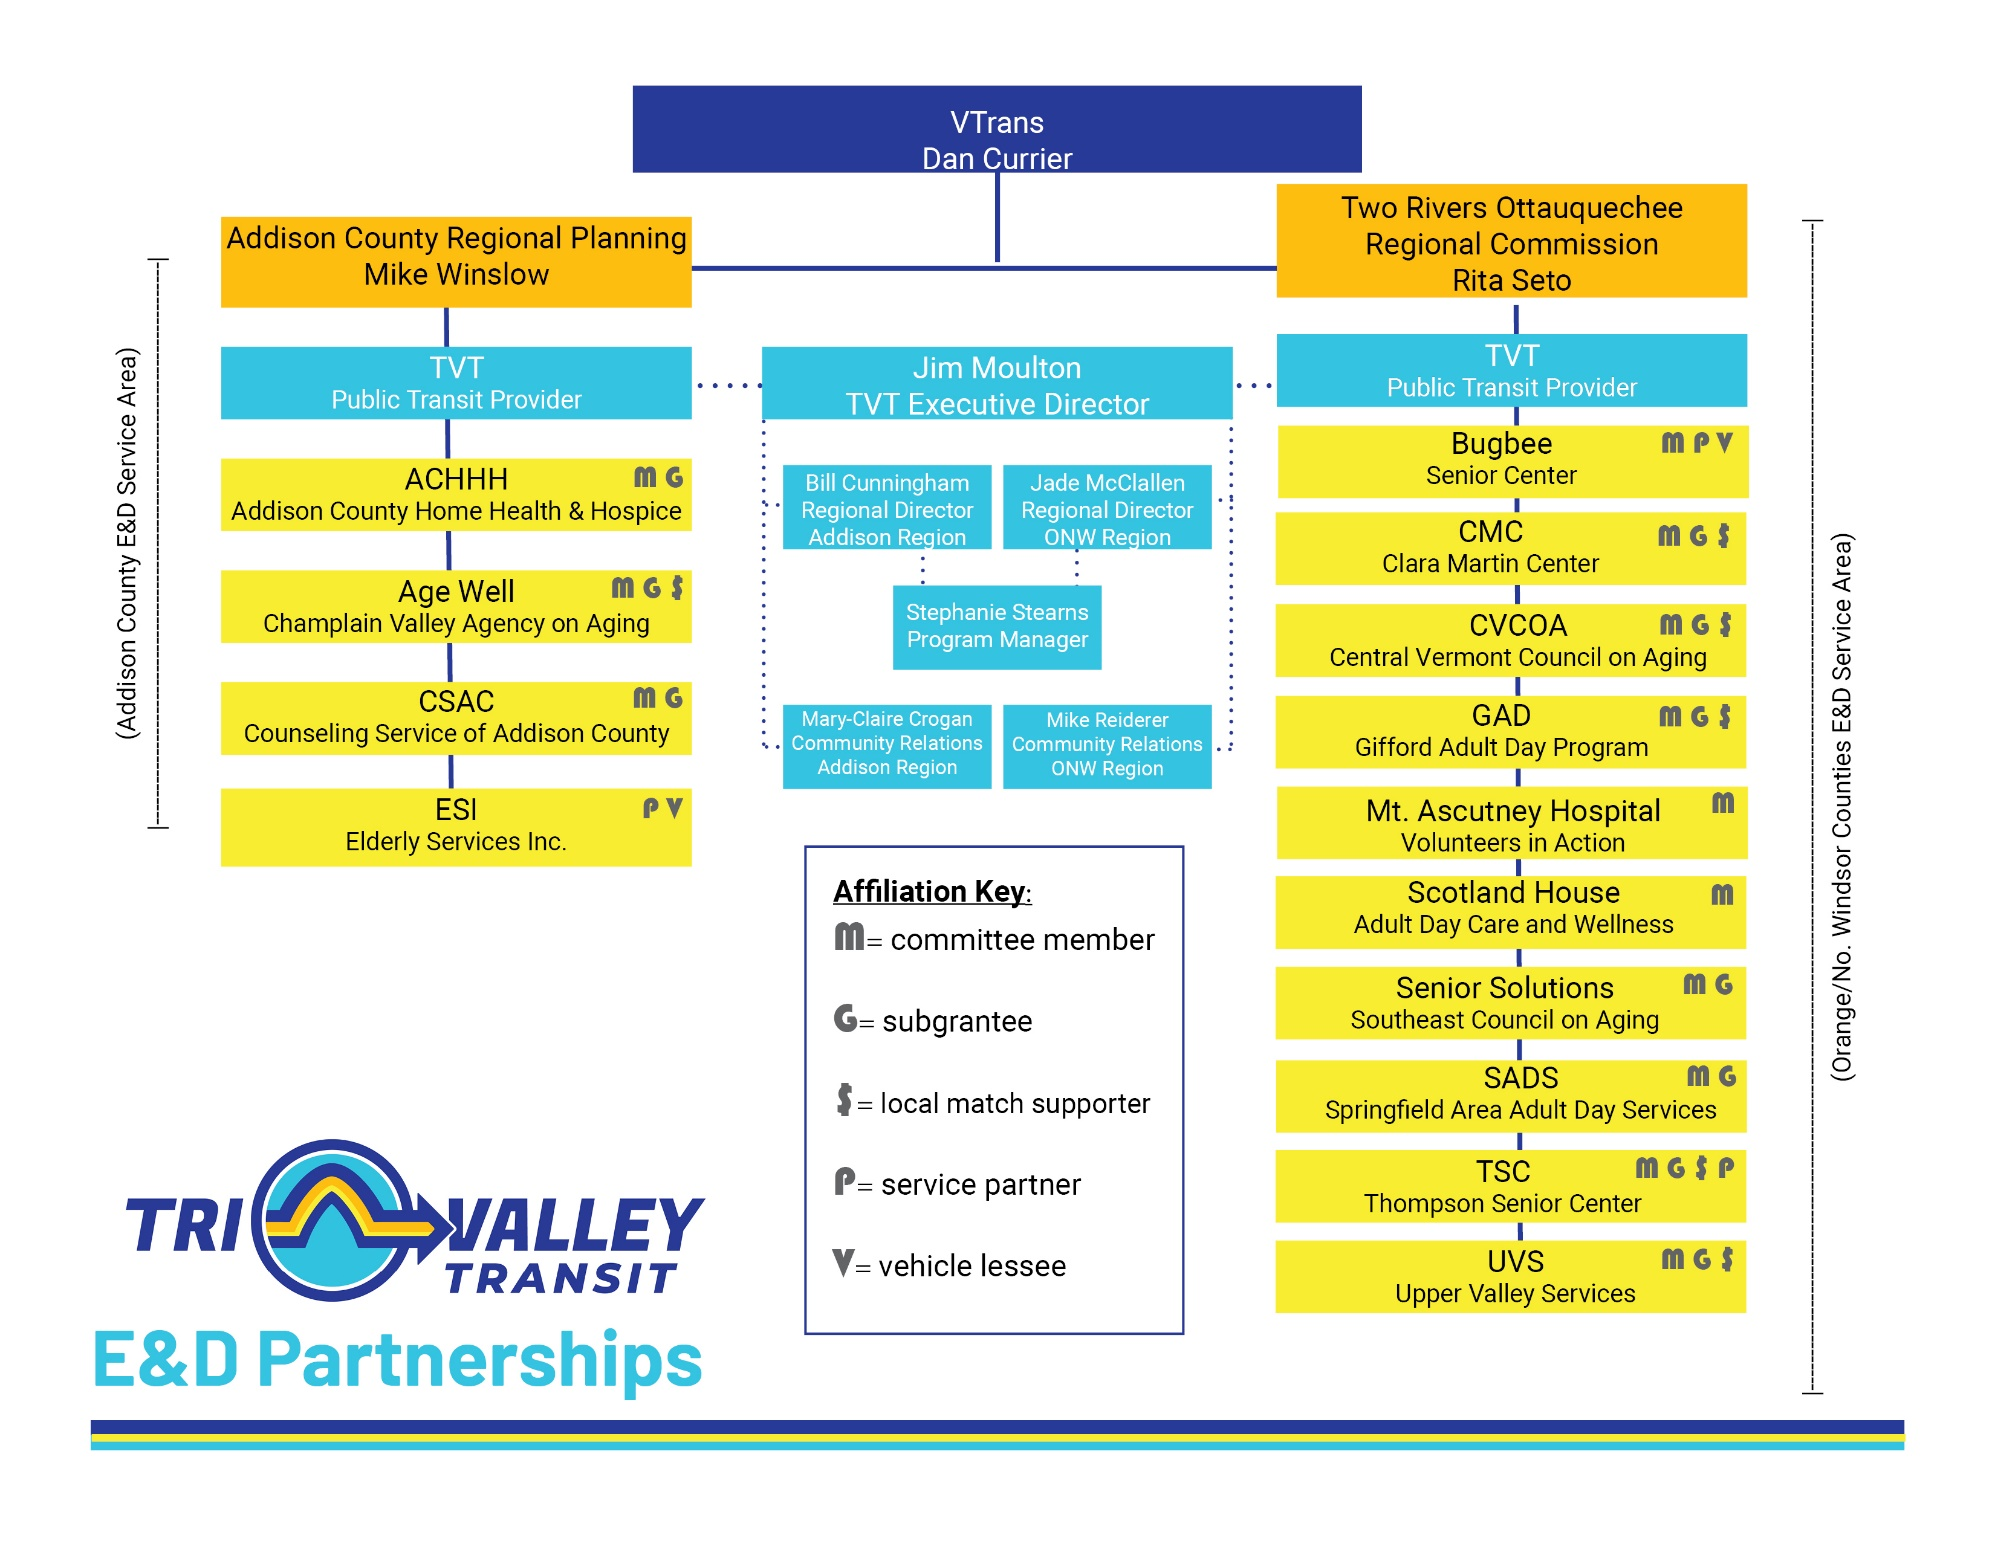 VTrans
Dan Currier
Addison County Regional Planning
Mike Winslow
Two Rivers Ottauquechee
Regional Commission
Rita Seto
(Addison County E&D Service Area)
TVT
Public Transit Provider
ACHHH M G
Addison County Home Health & Hospice
Age Well M G $
Champlain Valley Agency on Aging
CSAC M G
Counseling Service of Addison County
ESI P V
Elderly Services Inc.
Jim Moulton
TVT Executive Director
Bill Cunningham
Regional Director
Addison Region
Jade McClallen
Regional Director
ONW Region
Stephanie Stearns
Program Manager
Mary-Claire Crogan
Community Relations
Addison Region
Mike Reiderer
Community Relations
ONW Region
TVT
Public Transit Provider
Bugbee M P V
Senior Center
CMC M G $
Clara Martin Center
CVCOA M G $
Central Vermont Council on Aging
GAD M G $
Gifford Adult Day Program
Mt. Ascutney Hospital M
Volunteers in Action
Scotland House M
Adult Day Care and Wellness
Senior Solutions M G
Southeast Council on Aging
SADS M G
Springfield Area Adult Day Services
TSC M G $ P
Thompson Senior Center
UVS M G $
Upper Valley Services
(Orange/No. Windsor Counties E&D Service Area)
Affiliation Key:
M= committee member
G= subgrantee
$= local match supporter
P= service partner
V= vehicle lessee
TRI VALLEY
TRANSIT
E&D Partnerships